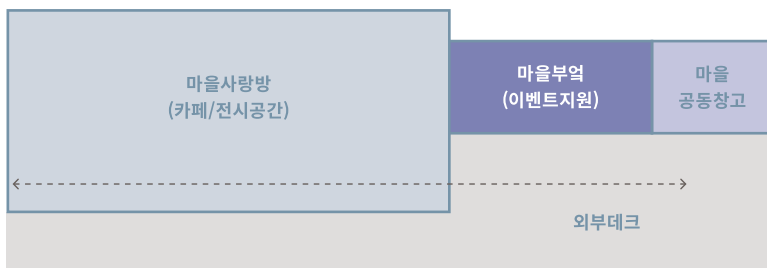 마을사랑방
(카페/전시공간)
마을부엌
(이벤트지원)
마을
공동창고
외부데크